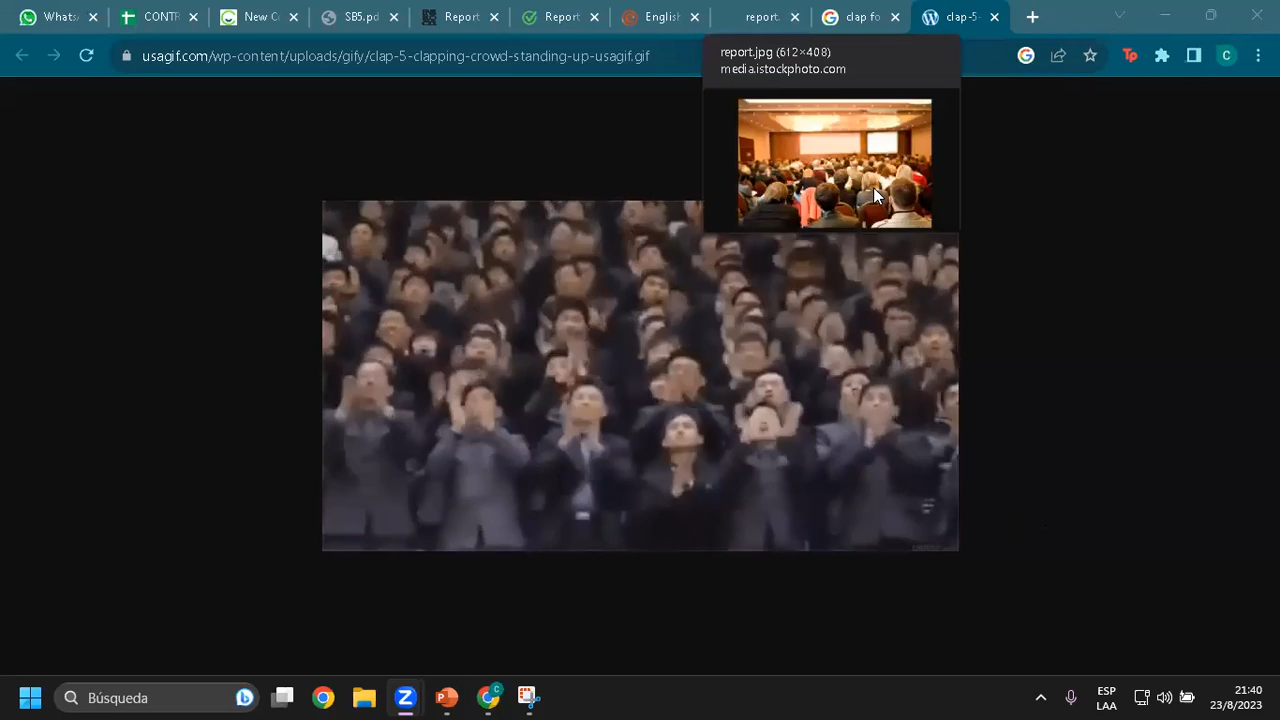 Whats
CONTR
New C
SB5.pd
Report
Report
English
report.
clap fo
clap-5-
usagif.com/wp-content/uploads/gify/clap-5-clapping-crowd-standing-up-usagif.gif
C
report.jpg (612×408)
media.istockphoto.com
Búsqueda
C
ESP
LAA
21:40
23/8/2023